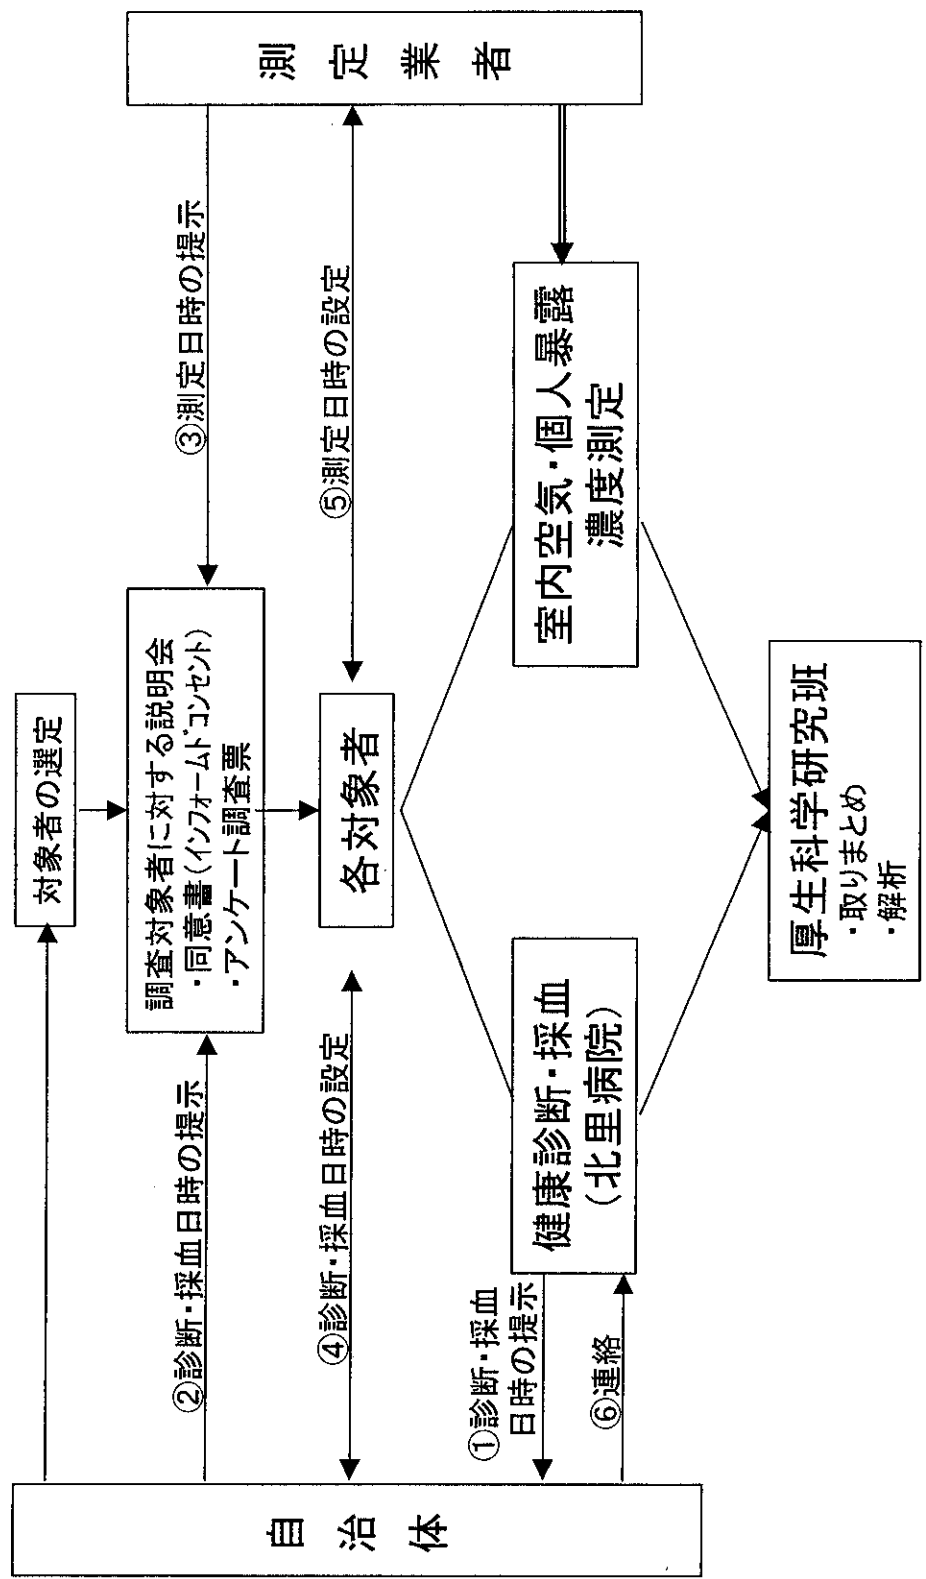 対象者の選定
②診断・採血日時の提示
調査対象者に対する説明会
・同意書(インフォームドコンセント)
・アンケート調査票
③測定日時の提示
自治体
④診断・採血日時の設定
各対象者
⑤測定日時の設定
測定業者
①診断・採血
日時の提示
⑥連絡
健康診断・採血
(北里病院)
室内空気・個人暴露
濃度測定
厚生科学研究班
・取りまとめ
・解析